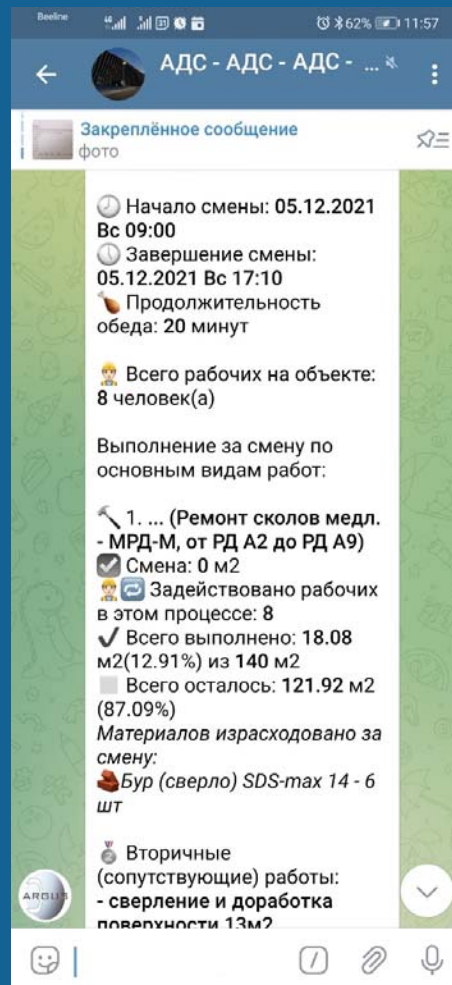 Beeline
62%
11:57
АДС - АДС - АДС - ...
Закреплённое сообщение
фото
Начало смены: 05.12.2021
Вс 09:00
Завершение смены:
05.12.2021 Вс 17:10
Продолжительность
обеда: 20 минут
Всего рабочих на объекте:
8 человек(а)
Выполнение за смену по
основным видам работ:
1. ... (Ремонт сколов медл.
- МРД-М, от РД А2 до РД А9)
Смена: 0 м2
Задействовано рабочих
в этом процессе: 8
Всего выполнено: 18.08
м2(12.91%) из 140 м2
Всего осталось: 121.92 м2
(87.09%)
Материалов израсходовано за
смену:
Бур (сверло) SDS-max 14 - 6
шт
Вторичные
(сопутствующие) работы:
- сверление и доработка
поверхности 13м2
ARGUS